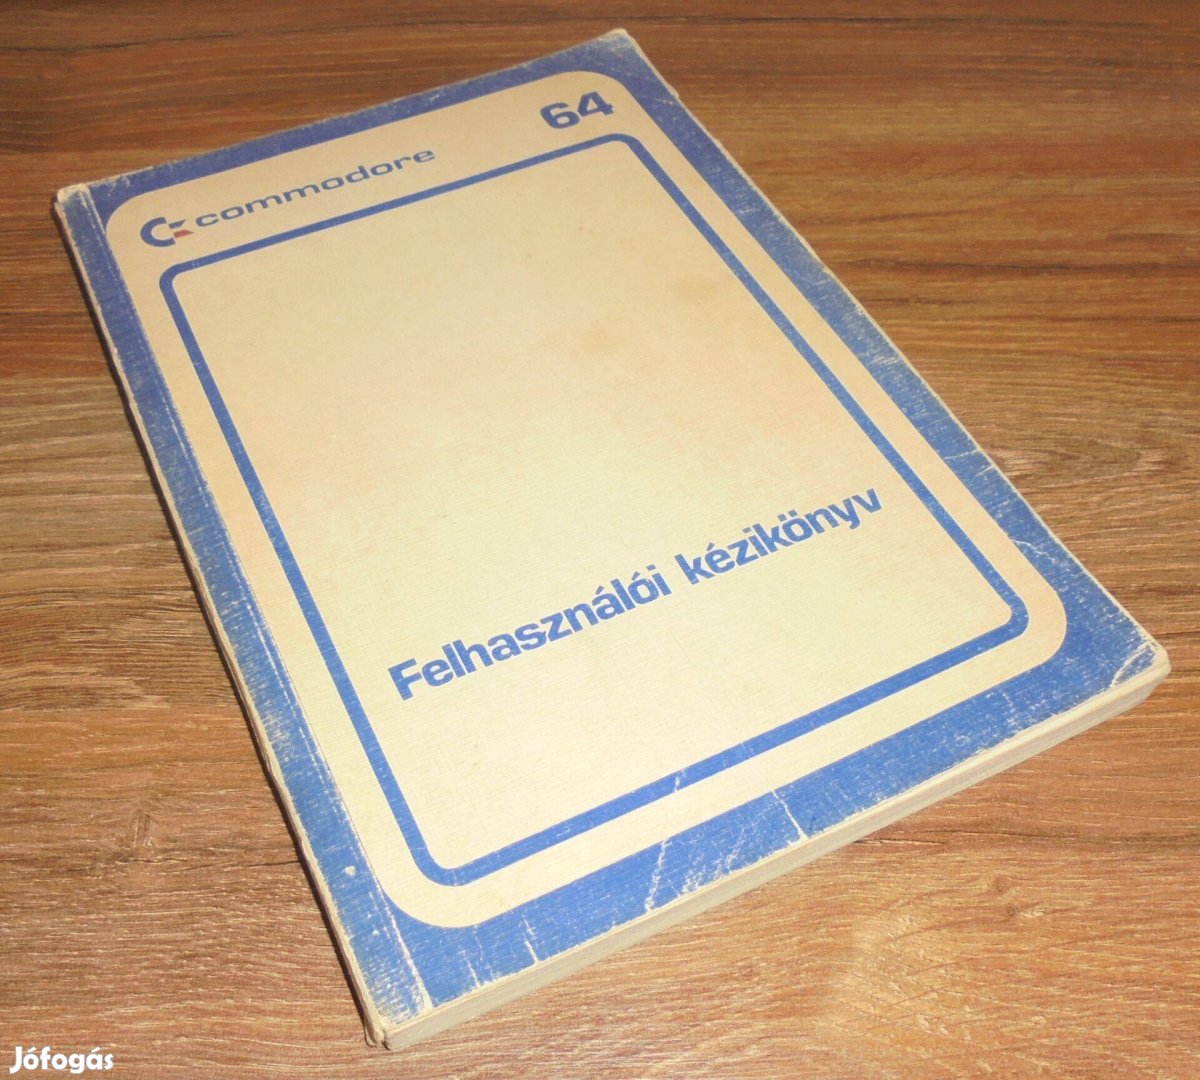 commodore
64
Felhasználói kézikönyv
Jófogás